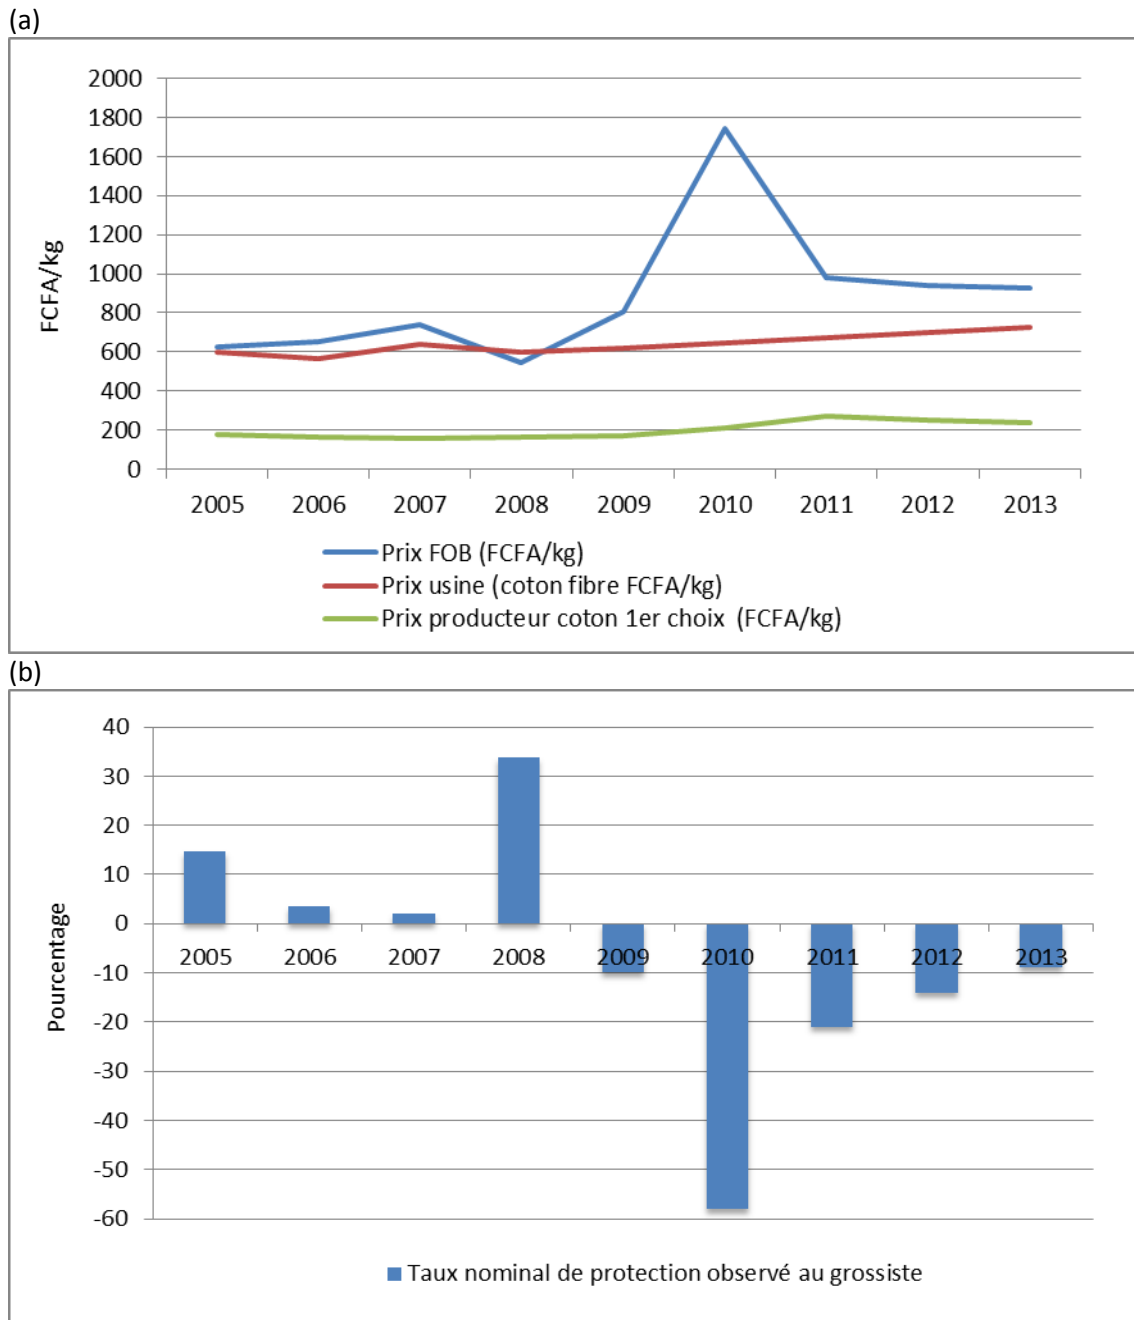 (a)
2000
1800
1600
1400
1200
1000
800
600
400
200
0
FCFA/kg
2005 2006 2007 2008 2009 2010 2011 2012 2013
Prix FOB (FCFA/kg)
Prix usine (coton fibre FCFA/kg)
Prix producteur coton 1er choix (FCFA/kg)
(b)
40
30
20
10
0
-10
-20
-30
-40
-50
-60
Pourcentage
2005 2006 2007 2008 2009 2010 2011 2012 2013
Taux nominal de protection observé au grossiste